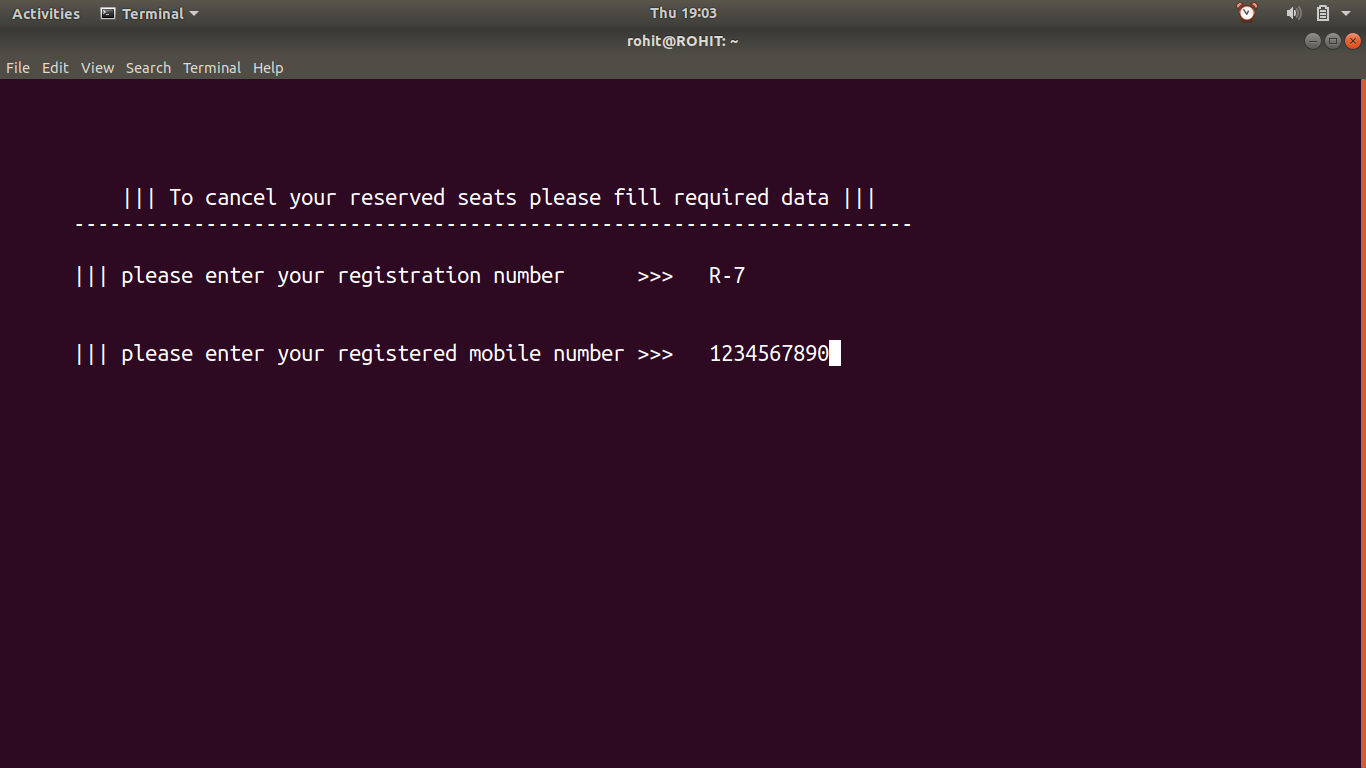 Activities Terminal Thu 19:03
rohit@ROHIT: ~
File Edit View Search Terminal Help
||| To cancel your reserved seats please fill required data |||
----------------------------------------------------------------------
||| please enter your registration number >>> R-7
||| please enter your registered mobile number >>> 1234567890